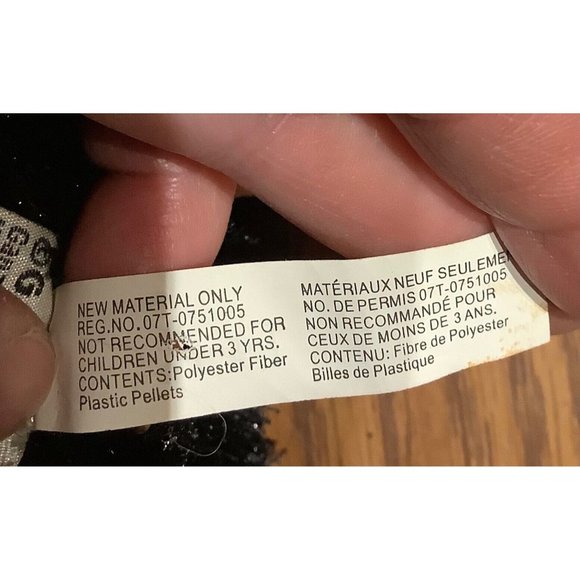 NEW MATERIAL ONLY
REG.NO.07T-0751005
NOT RECOMMENDED FOR
CHILDREN UNDER 3 YRS.
CONTENTS:Polyester Fiber
Plastic Pellets
MATÉRIAUX NEUF SEULEMEN
NO. DE PERMIS 07T-0751005
NON RECOMMANDÉ POUR
CEUX DE MOINS DE 3 ANS.
CONTENU: Fibre de Polyester
Billes de Plastique